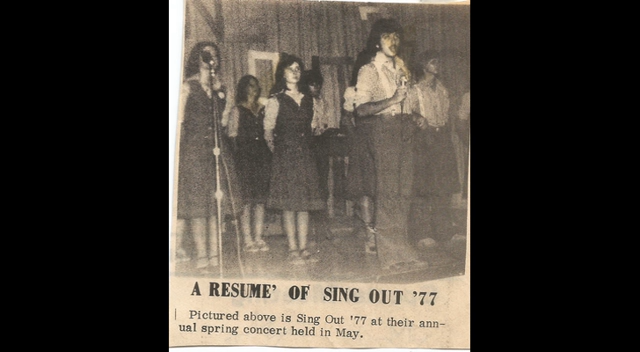 A RESUME' OF SING OUT '77
Pictured above is Sing Out '77 at their ann-
ual spring concert held in May.